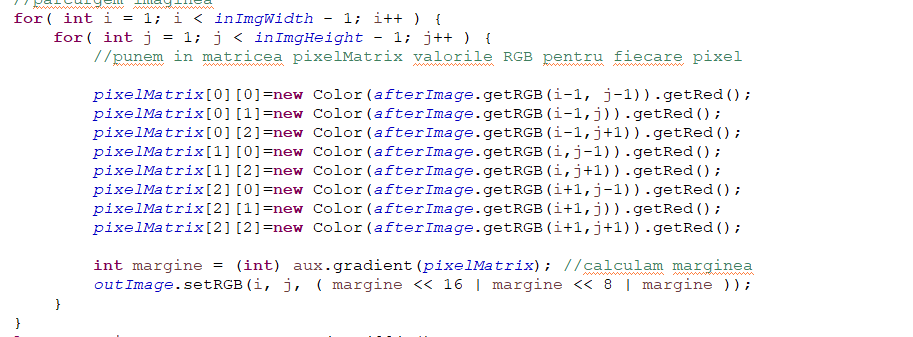 //parcurgem imaginea
for( int i = 1; i < inImgWidth - 1; i++ ) {
for( int j = 1; j < inImgHeight - 1; j++ ) {
//punem in matricea pixelMatrix valorile RGB pentru fiecare pixel
pixelMatrix[0][0]=new Color(afterImage.getRGB(i-1, j-1)).getRed();
pixelMatrix[0][1]=new Color(afterImage.getRGB(i-1,j)).getRed();
pixelMatrix[0][2]=new Color(afterImage.getRGB(i-1,j+1)).getRed();
pixelMatrix[1][0]=new Color(afterImage.getRGB(i,j-1)).getRed();
pixelMatrix[1][2]=new Color(afterImage.getRGB(i,j+1)).getRed();
pixelMatrix[2][0]=new Color(afterImage.getRGB(i+1,j-1)).getRed();
pixelMatrix[2][1]=new Color(afterImage.getRGB(i+1,j)).getRed();
pixelMatrix[2][2]=new Color(afterImage.getRGB(i+1,j+1)).getRed();
int margine = (int) aux.gradient(pixelMatrix); //calculam marginea
outImage.setRGB(i, j, ( margine << 16 | margine << 8 | margine ));
}
}